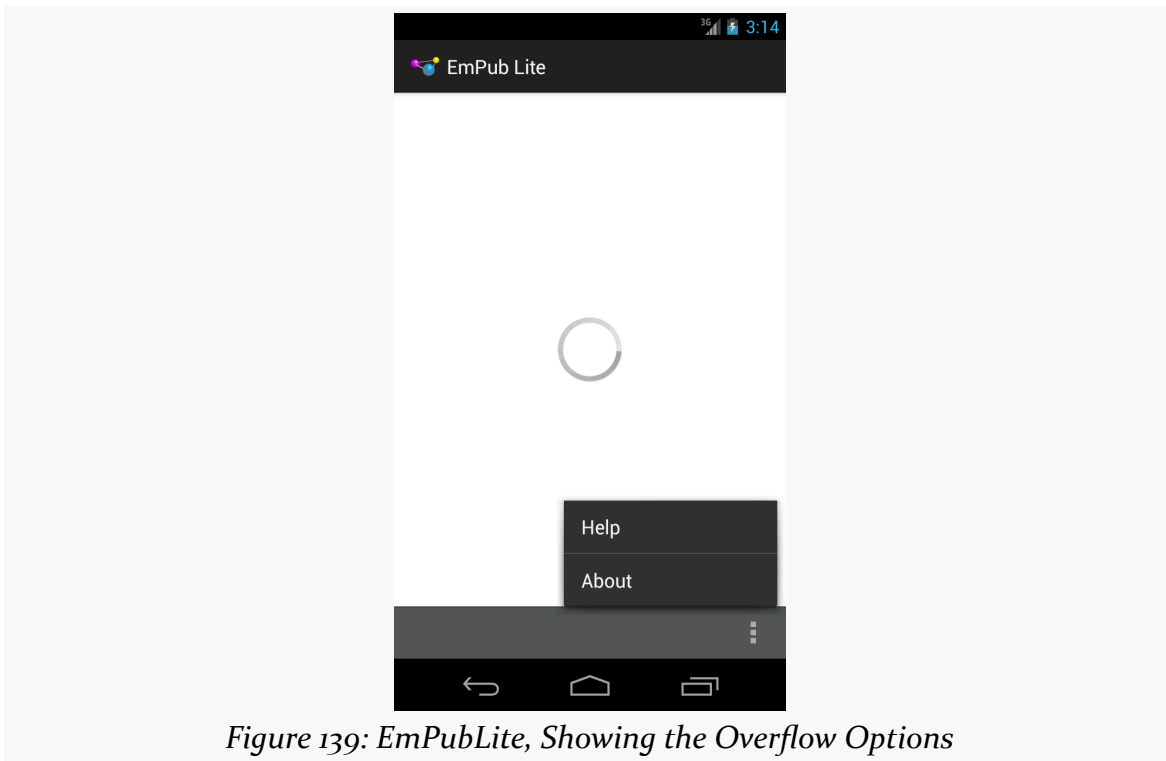 3G 3:14
EmPub Lite
Help
About
Figure 139: EmPubLite, Showing the Overflow Options